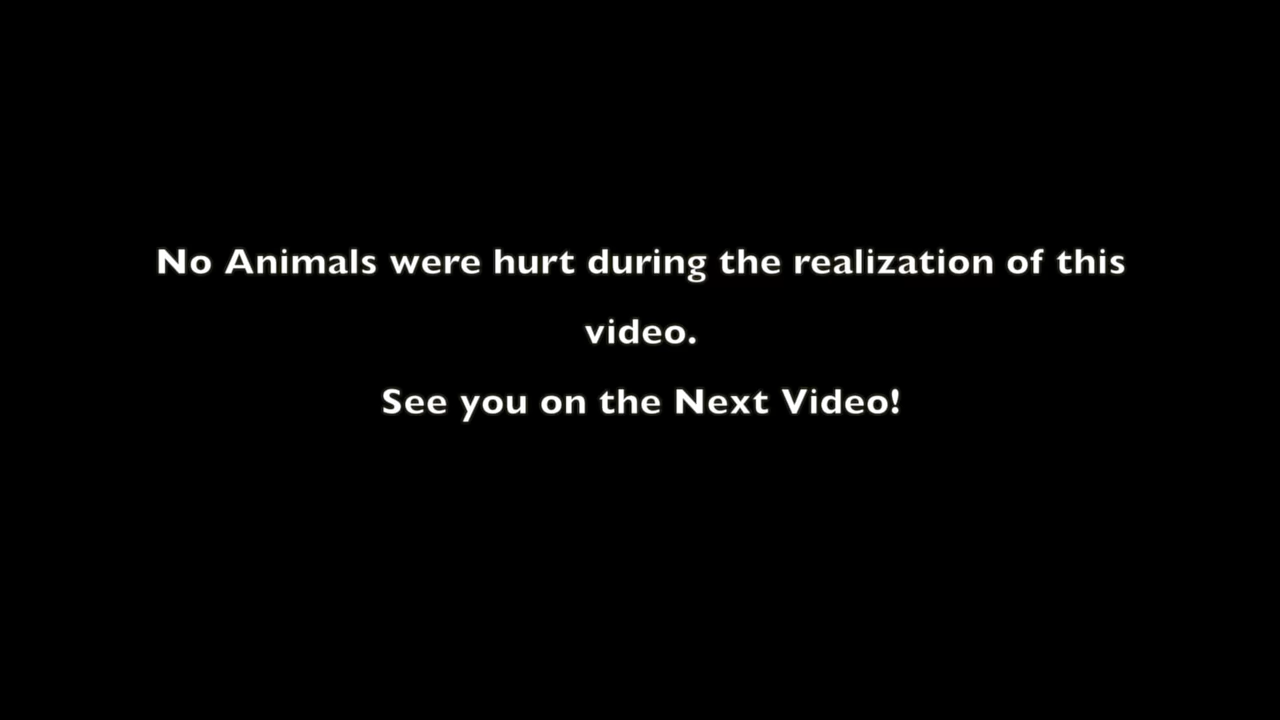 No Animals were hurt during the realization of this
video.
See you on the Next Video!